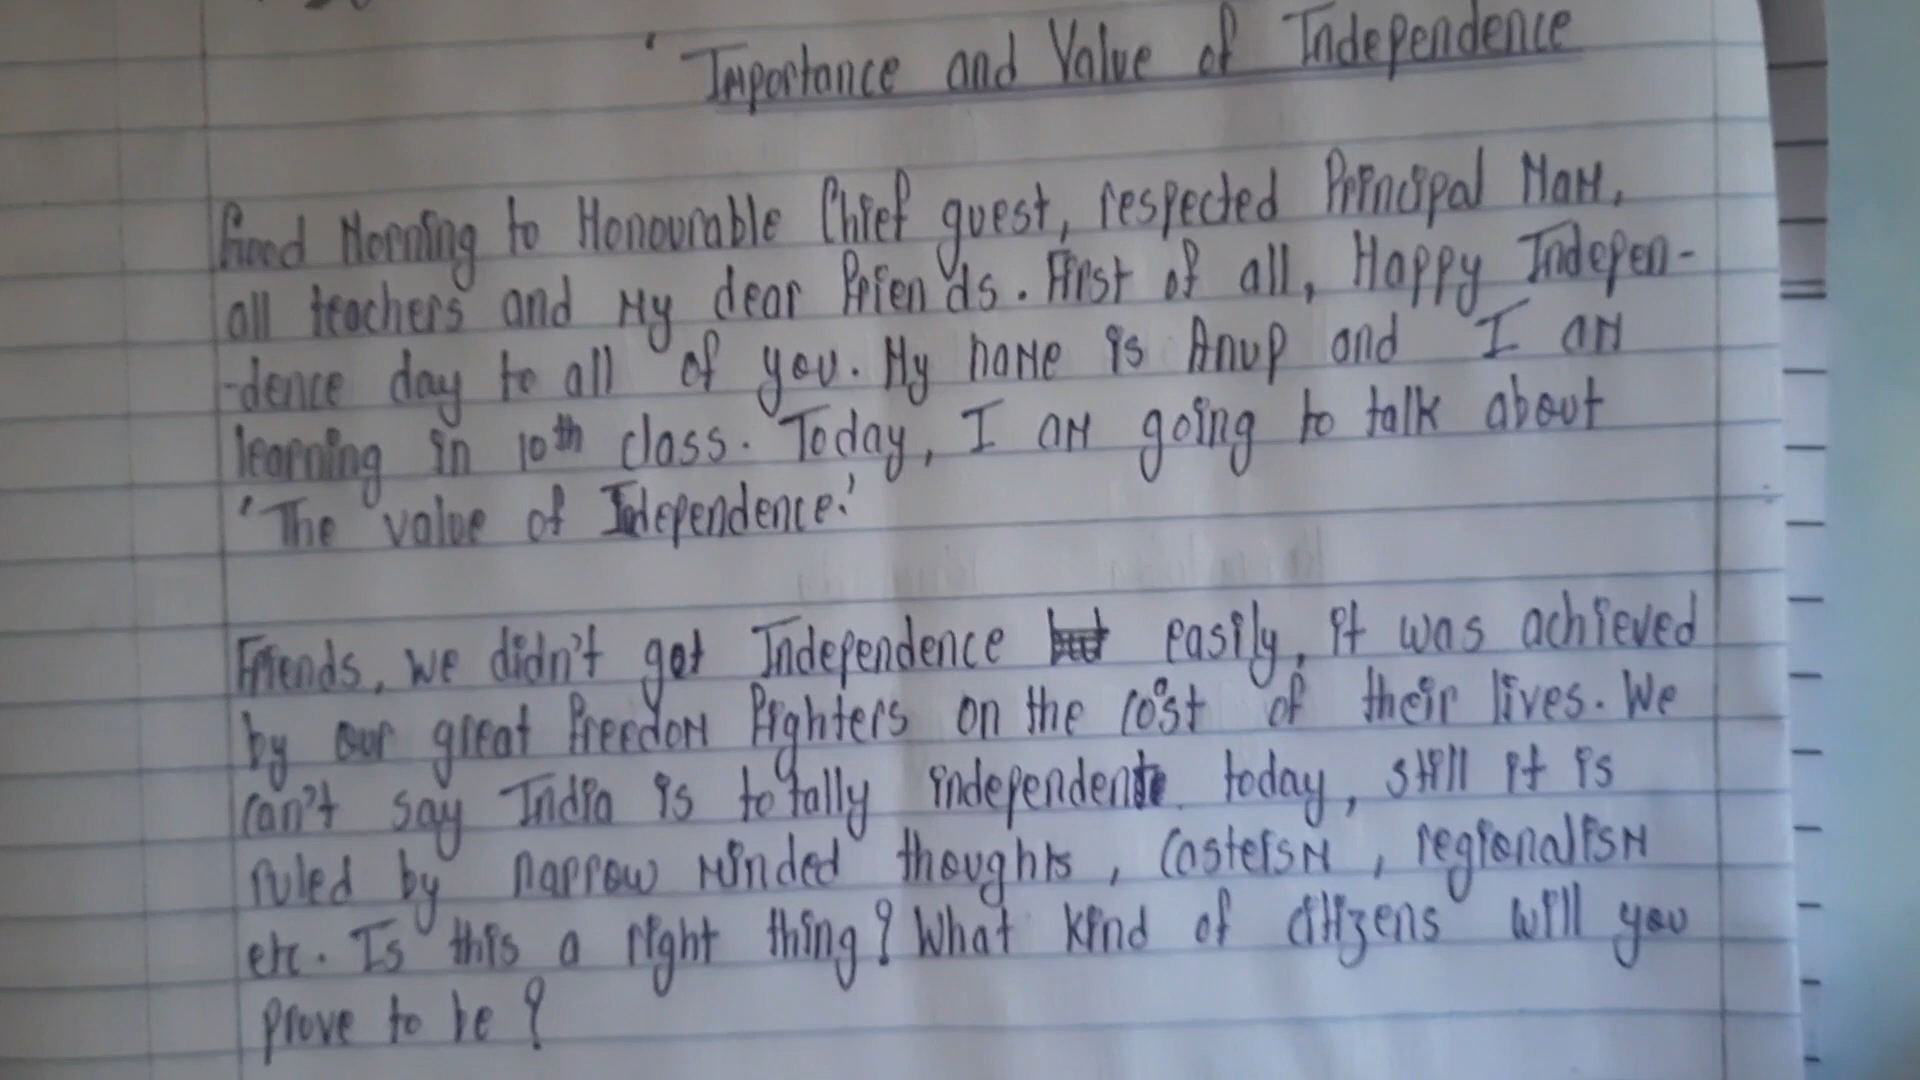 ' Importance and Value of Independence
Good Morning to Honourable Chief guest, respected Principal Mam,
all teachers and my dear friends. First of all, Happy Indepen-
-dence day to all of you. My name is Anup and I am
learning in 10th class. Today, I am going to talk about
'The value of Independence.'
Friends, we didn't got Independence easily, it was achieved
by our great freedom fighters on the cost of their lives. We
can't say India is totally independent today, still it is
ruled by narrow minded thoughts, casteism, regionalism
etc. Is this a right thing? What kind of citizens will you
prove to be?